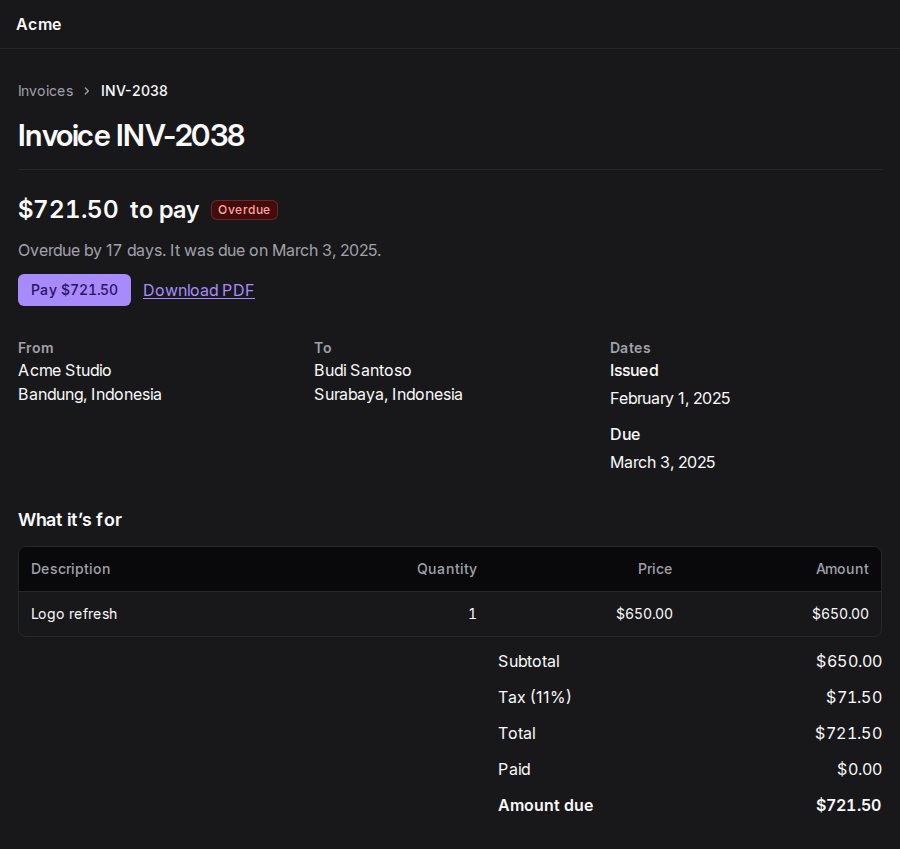 Acme
Invoices > INV-2038
Invoice INV-2038
$721.50 to pay Overdue
Overdue by 17 days. It was due on March 3, 2025.
Pay $721.50 Download PDF
From
Acme Studio
Bandung, Indonesia
To
Budi Santoso
Surabaya, Indonesia
Dates
Issued
February 1, 2025
Due
March 3, 2025
What it’s for
Description Quantity Price Amount
Logo refresh 1 $650.00 $650.00
Subtotal $650.00
Tax (11%) $71.50
Total $721.50
Paid $0.00
Amount due $721.50